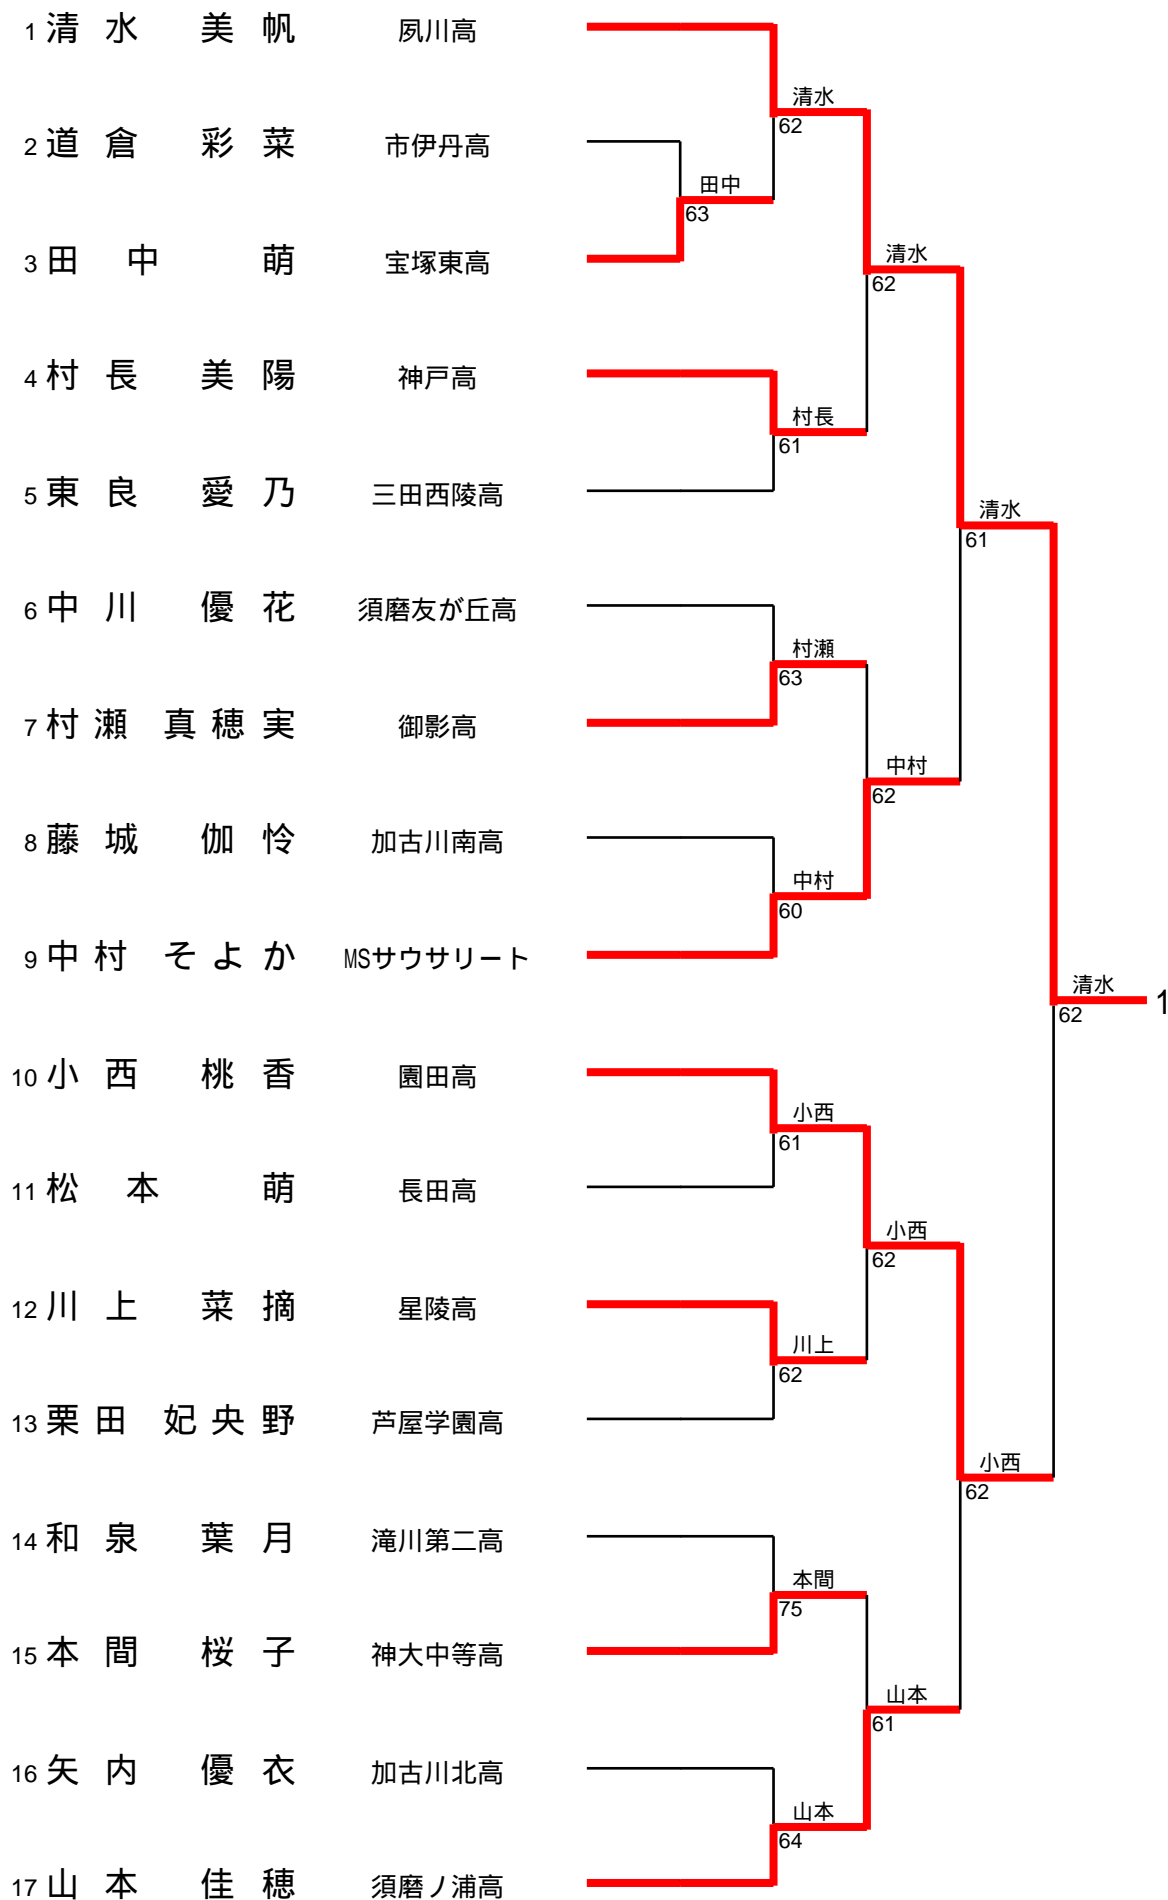 1 清水 美帆 夙川高
清水
62
2 道倉 彩菜 市伊丹高
田中
63
3 田中 萌 宝塚東高
清水
62
4 村長 美陽 神戸高
村長
61
5 東良 愛乃 三田西陵高
清水
61
6 中川 優花 須磨友が丘高
村瀬
63
7 村瀬 真穂実 御影高
中村
62
8 藤城 伽怜 加古川南高
中村
60
9 中村 そよか MSサウサリート
清水
62
1
10 小西 桃香 園田高
小西
61
11 松本 萌 長田高
小西
62
12 川上 菜摘 星陵高
川上
62
13 栗田 妃央野 芦屋学園高
小西
62
14 和泉 葉月 滝川第二高
本間
75
15 本間 桜子 神大中等高
山本
61
16 矢内 優衣 加古川北高
山本
64
17 山本 佳穂 須磨ノ浦高